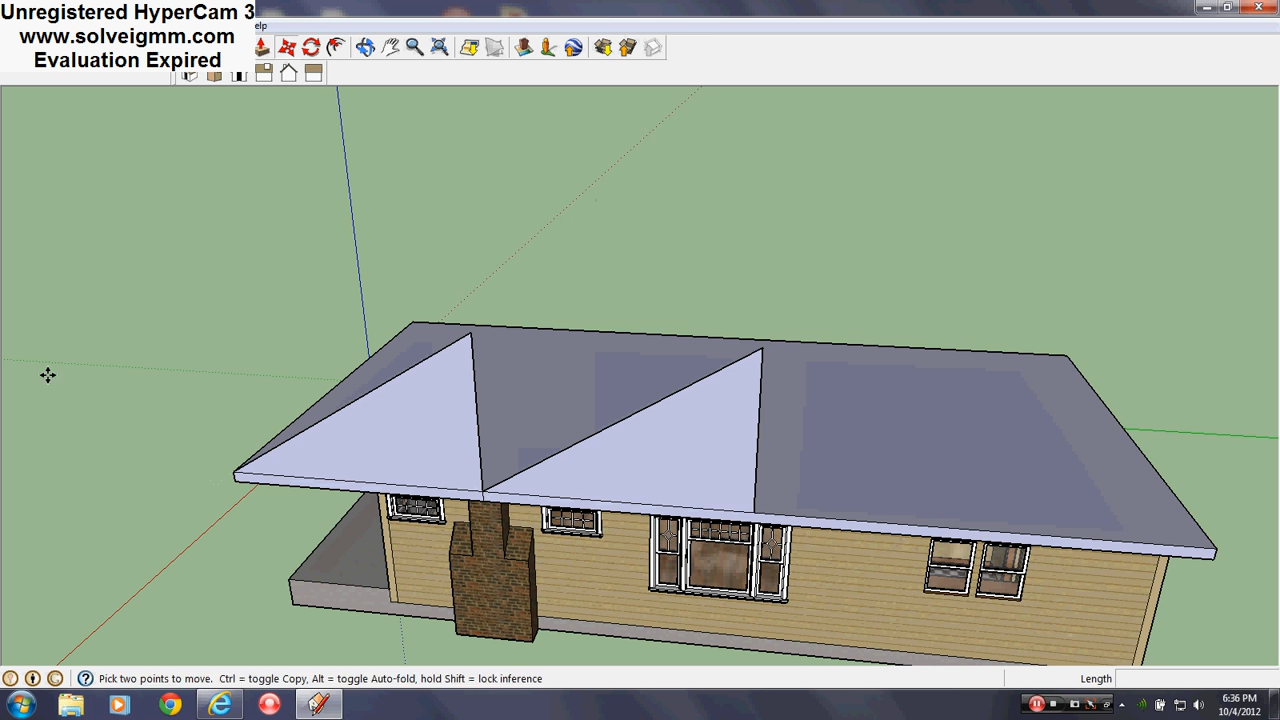 Unregistered HyperCam 3
www.solveigmm.com
Evaluation Expired
elp
Pick two points to move. Ctrl = toggle Copy, Alt = toggle Auto-fold, hold Shift = lock inference
Length
6:36 PM
10/4/2012